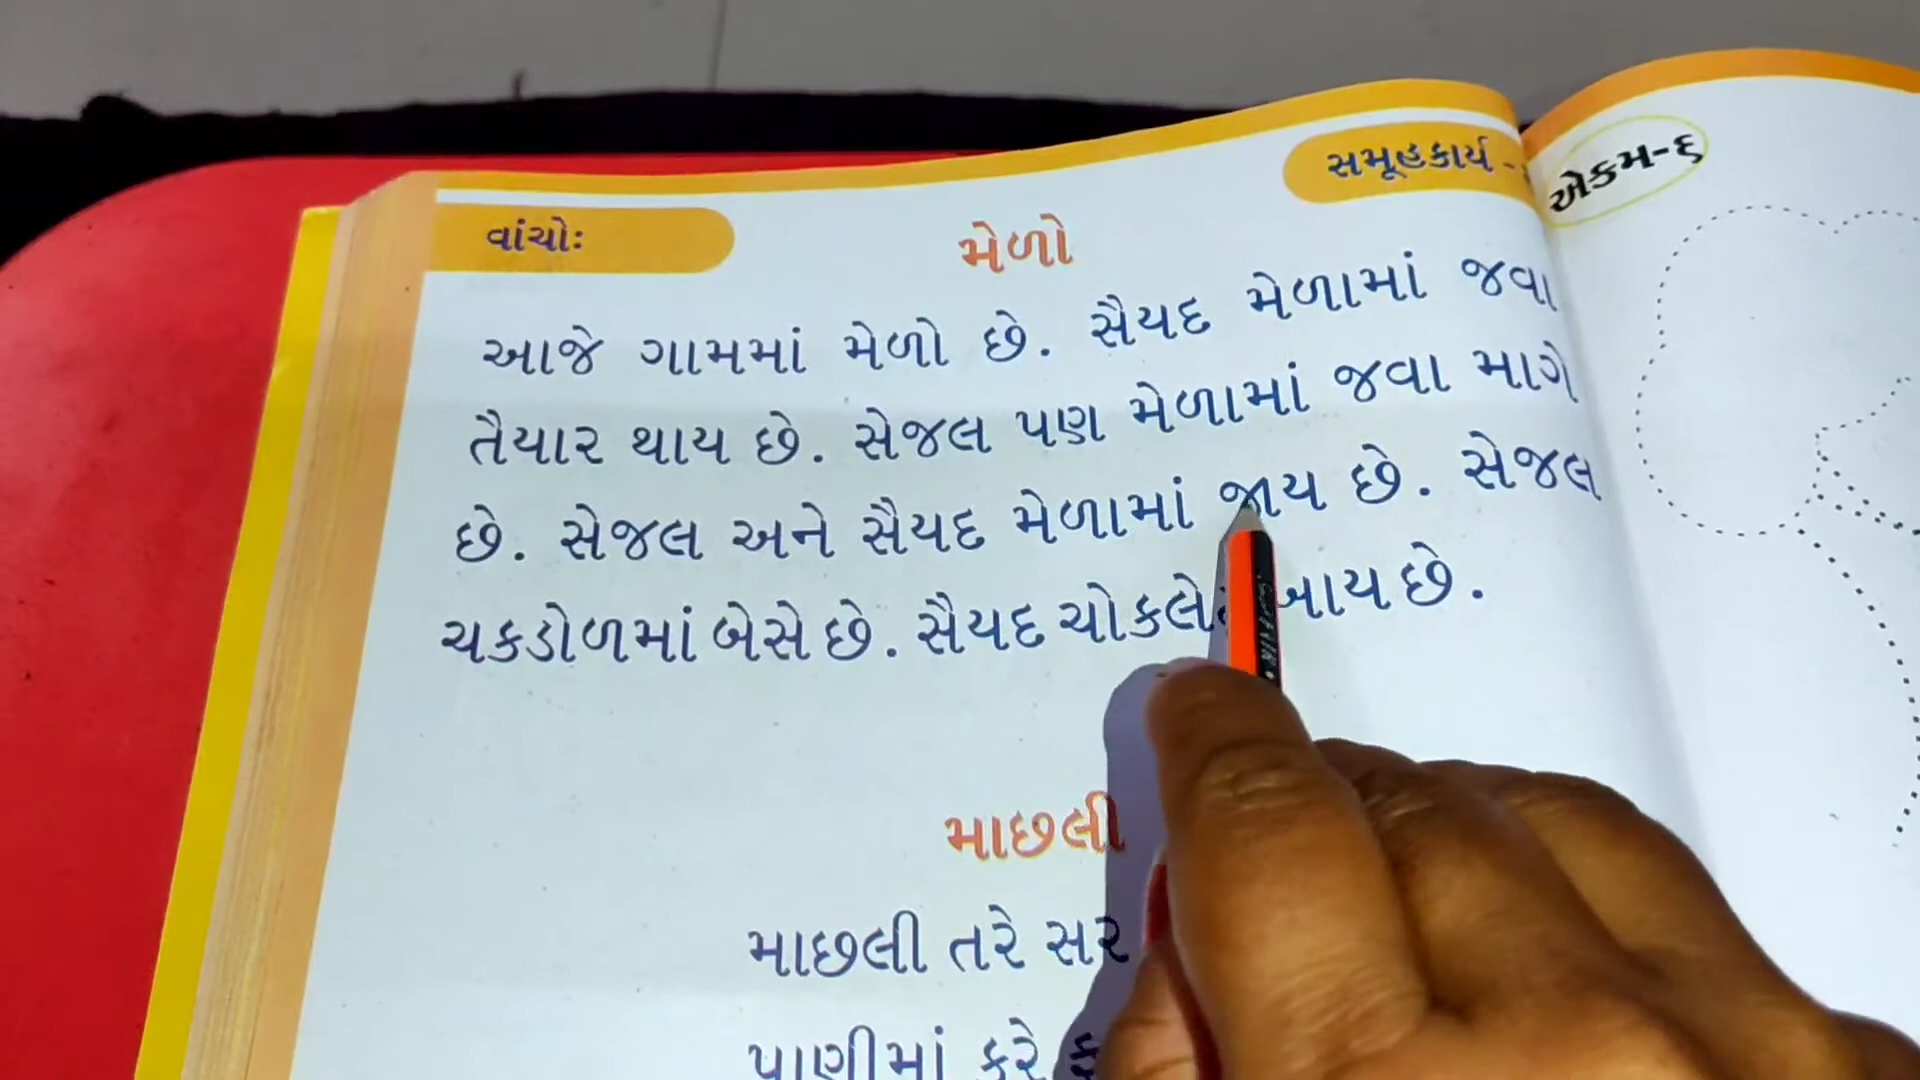 સમૂહકાર્ય -
એકમ-૬
વાંચોઃ
મેળો
આજે ગામમાં મેળો છે. સૈયદ મેળામાં જવા
તૈયાર થાય છે. સેજલ પણ મેળામાં જવા માગે
છે. સેજલ અને સૈયદ મેળામાં જાય છે. સેજલ
ચકડોળમાં બેસે છે. સૈયદ ચોકલેટ ખાય છે.
માછલી
માછલી તરે સર
પાણીમાં કરે